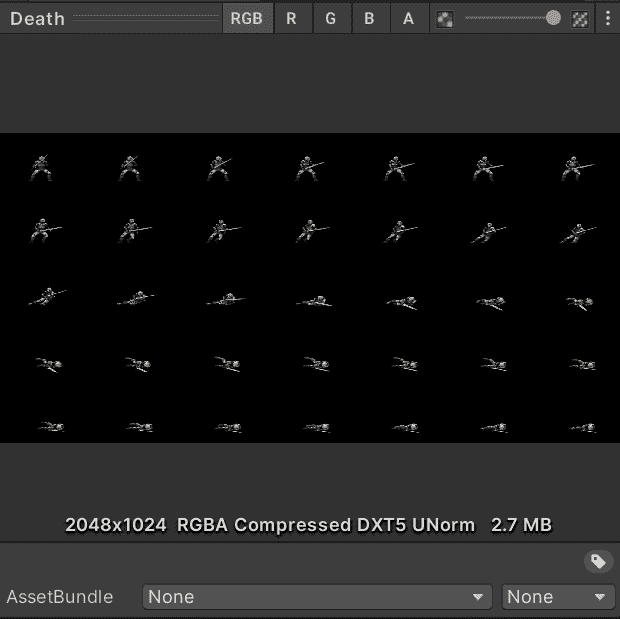 Death RGB R G B A
2048x1024 RGBA Compressed DXT5 UNorm 2.7 MB
AssetBundle None None